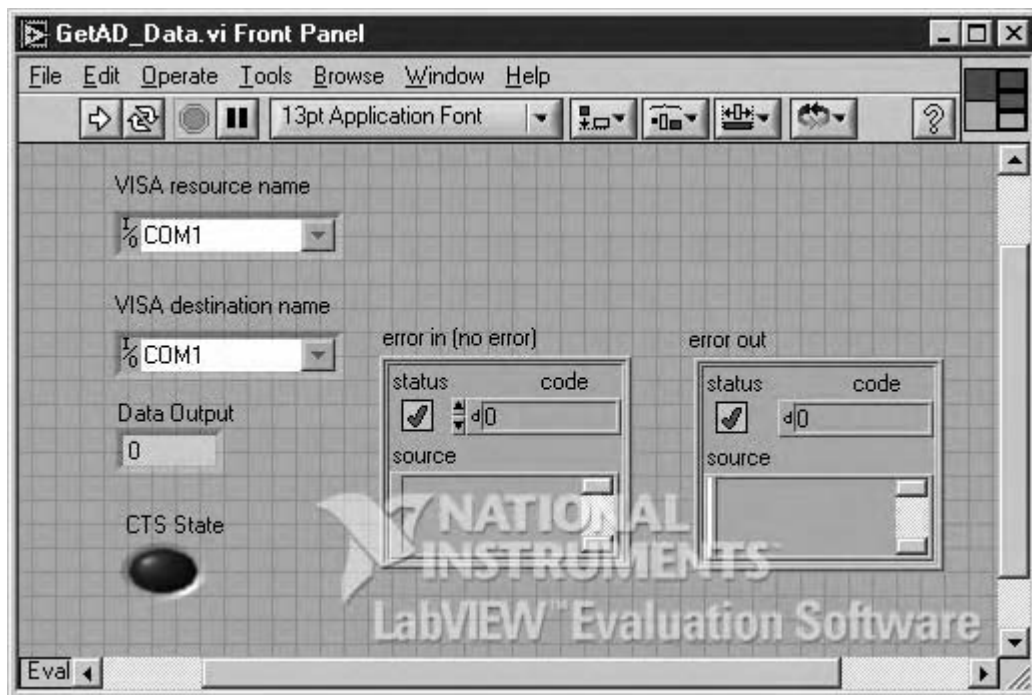 GetAD_Data.vi Front Panel
File Edit Operate Tools Browse Window Help
13pt Application Font
?
VISA resource name
I/O COM1
VISA destination name
I/O COM1
Data Output
0
CTS State
error in (no error)
status code
d 0
source
error out
status code
d 0
source
NATIONAL
INSTRUMENTS™
LabVIEW™ Evaluation Software
Eval